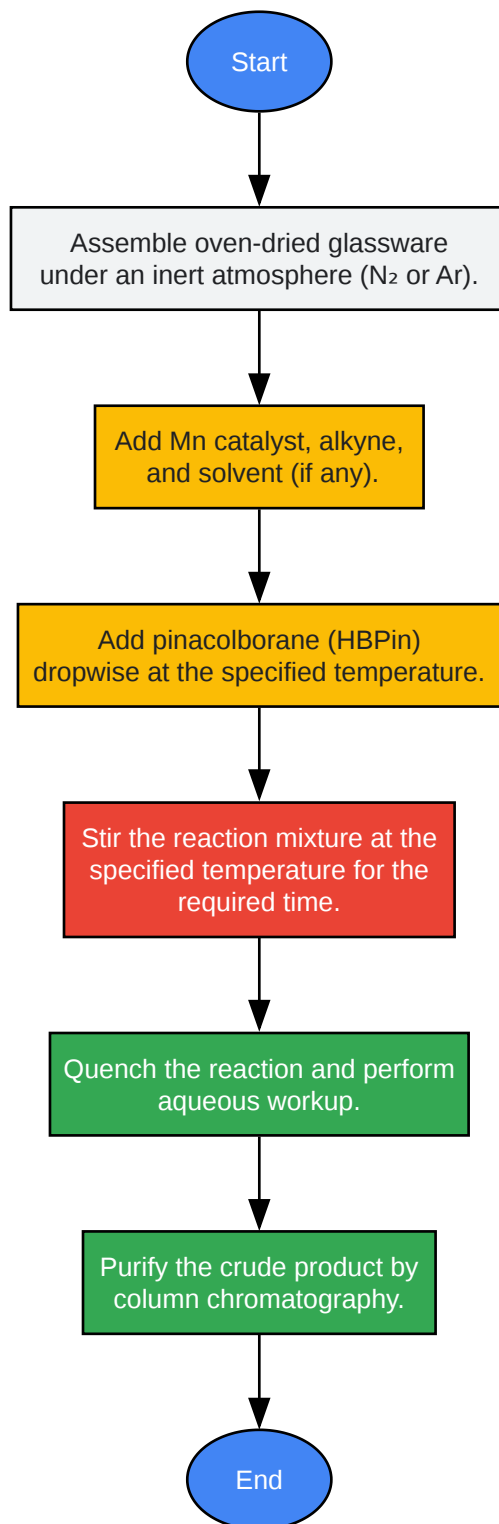 Start
Assemble oven-dried glassware
under an inert atmosphere (N₂ or Ar).
Add Mn catalyst, alkyne,
and solvent (if any).
Add pinacolborane (HBPin)
dropwise at the specified temperature.
Stir the reaction mixture at the
specified temperature for the
required time.
Quench the reaction and perform
aqueous workup.
Purify the crude product by
column chromatography.
End